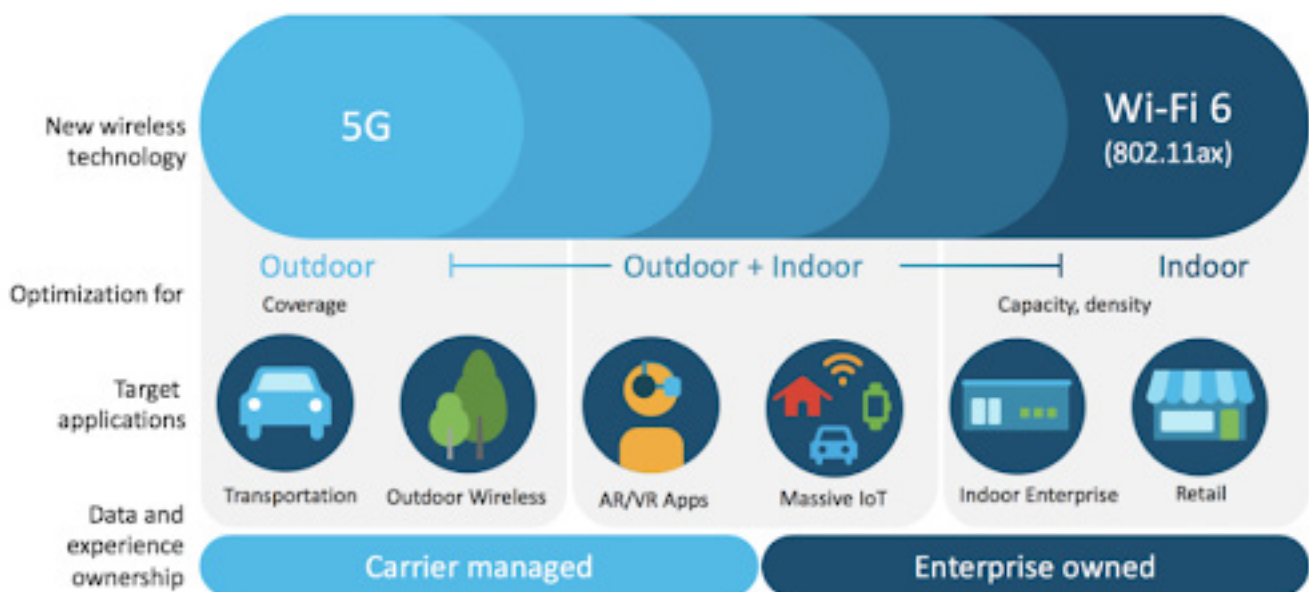 New wireless
technology
5G
Wi-Fi 6
(802.11ax)
Optimization for
Outdoor
Outdoor + Indoor
Indoor
Coverage
Capacity, density
Target
applications
Transportation
Outdoor Wireless
AR/VR Apps
Massive IoT
Indoor Enterprise
Retail
Data and
experience
ownership
Carrier managed
Enterprise owned